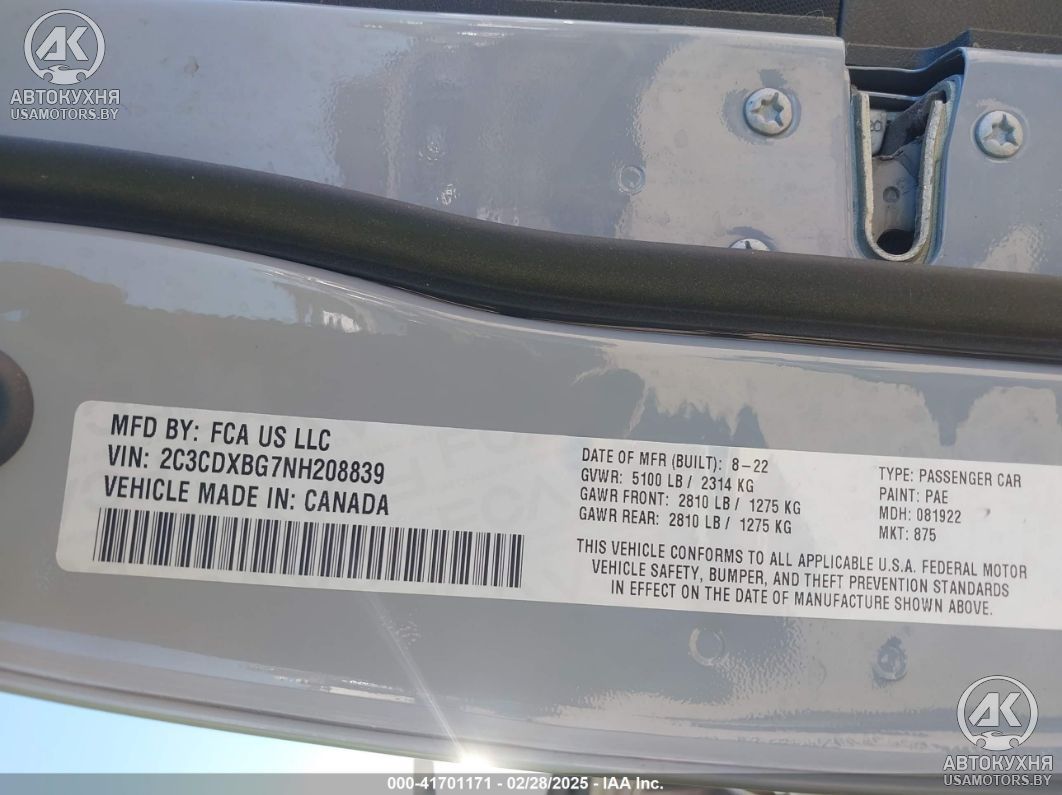 АК
АВТОКУХНЯ
USAMOTORS.BY
MFD BY: FCA US LLC
VIN: 2C3CDXBG7NH208839
VEHICLE MADE IN: CANADA
DATE OF MFR (BUILT): 8-22
GVWR: 5100 LB / 2314 KG
GAWR FRONT: 2810 LB / 1275 KG
GAWR REAR: 2810 LB / 1275 KG
TYPE: PASSENGER CAR
PAINT: PAE
MDH: 081922
MKT: 875
THIS VEHICLE CONFORMS TO ALL APPLICABLE U.S.A. FEDERAL MOTOR
VEHICLE SAFETY, BUMPER, AND THEFT PREVENTION STANDARDS
IN EFFECT ON THE DATE OF MANUFACTURE SHOWN ABOVE.
АК
АВТОКУХНЯ
USAMOTORS.BY
000-41701171 - 02/28/2025 - IAA Inc.